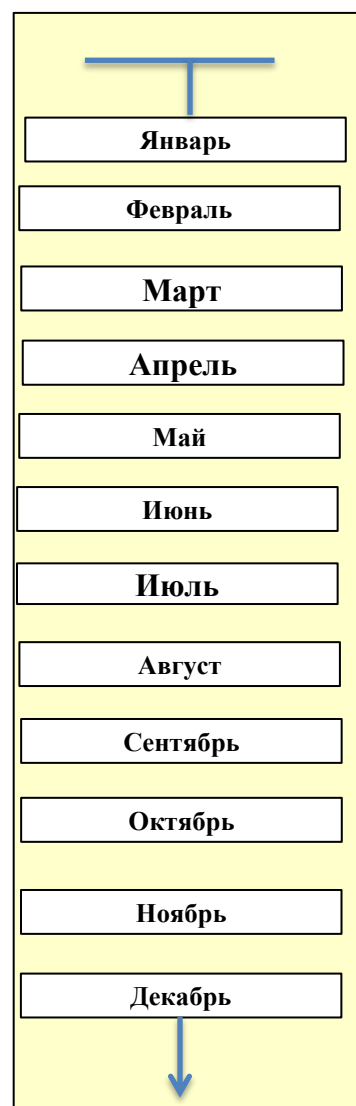 Январь
Февраль
Март
Апрель
Май
Июнь
Июль
Август
Сентябрь
Октябрь
Ноябрь
Декабрь